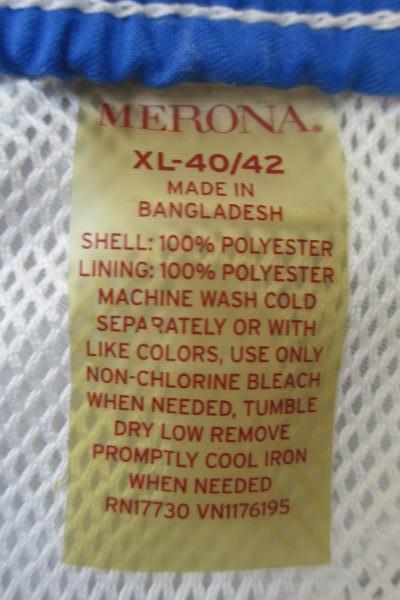 MERONA®
XL-40/42
MADE IN
BANGLADESH
SHELL: 100% POLYESTER
LINING: 100% POLYESTER
MACHINE WASH COLD
SEPARATELY OR WITH
LIKE COLORS, USE ONLY
NON-CHLORINE BLEACH
WHEN NEEDED, TUMBLE
DRY LOW REMOVE
PROMPTLY COOL IRON
WHEN NEEDED
RN17730 VN1176195